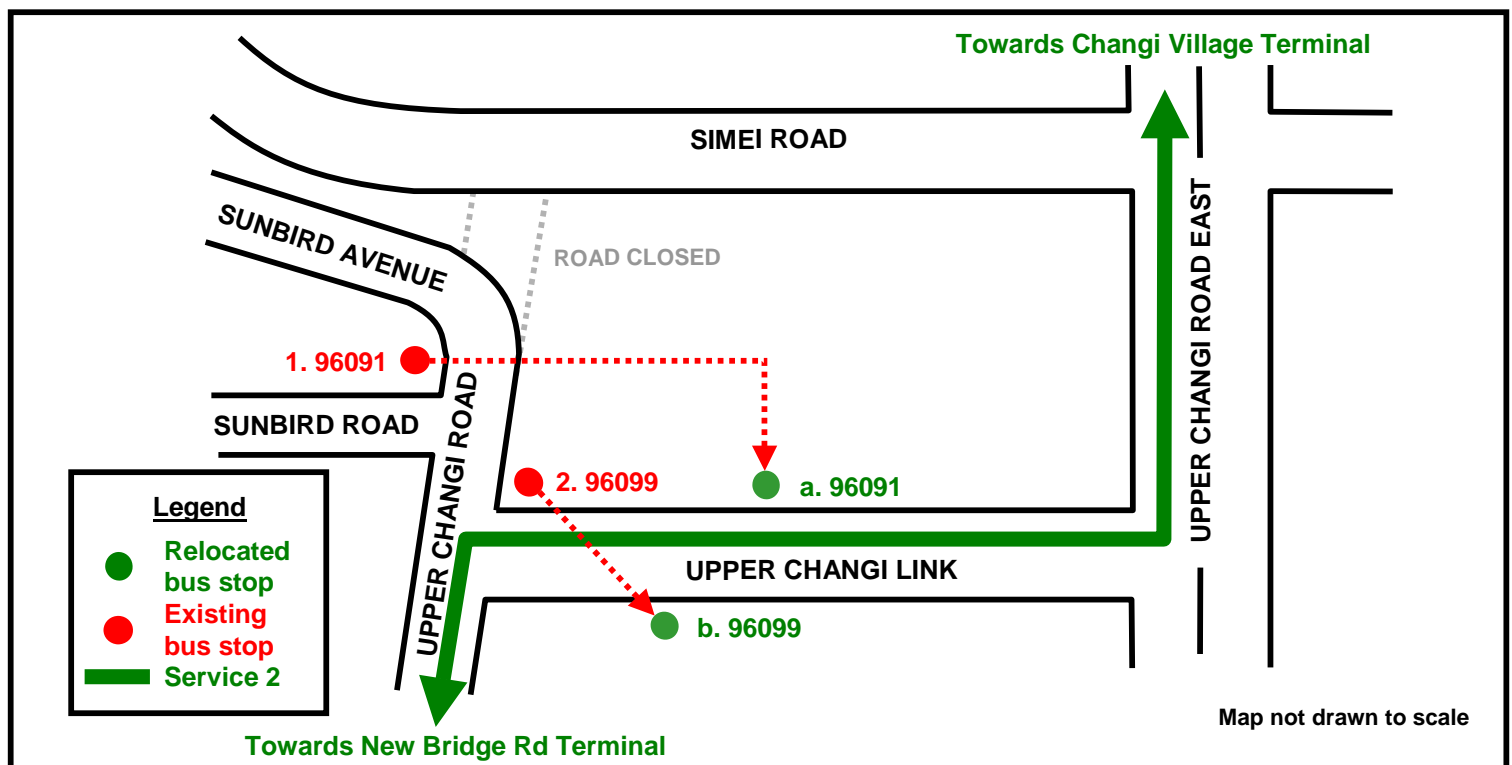 Towards Changi Village Terminal
SIMEI ROAD
SUNBIRD AVENUE
ROAD CLOSED
UPPER CHANGI ROAD EAST
1. 96091
SUNBIRD ROAD
UPPER CHANGI ROAD
2. 96099
a. 96091
UPPER CHANGI LINK
b. 96099
Legend
Relocated
bus stop
Existing
bus stop
Service 2
Map not drawn to scale
Towards New Bridge Rd Terminal